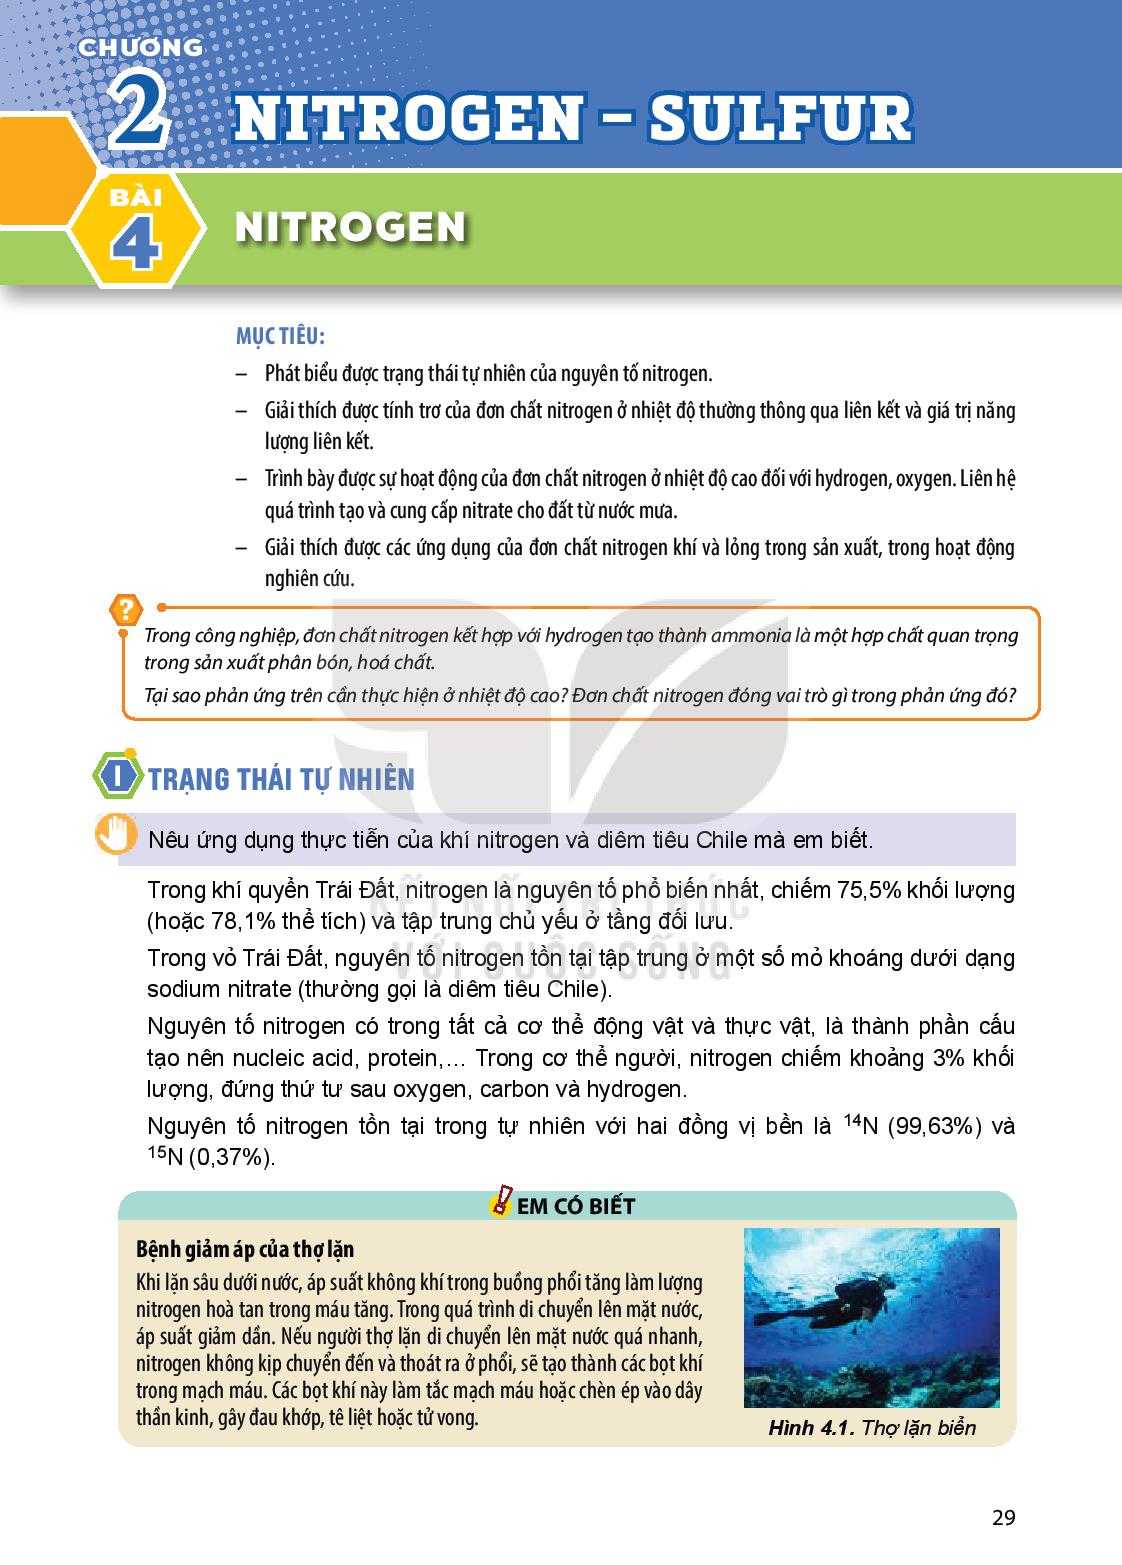 CHƯƠNG
2
NITROGEN – SULFUR
BÀI
4
NITROGEN
MỤC TIÊU:
– Phát biểu được trạng thái tự nhiên của nguyên tố nitrogen.
– Giải thích được tính trơ của đơn chất nitrogen ở nhiệt độ thường thông qua liên kết và giá trị năng
lượng liên kết.
– Trình bày được sự hoạt động của đơn chất nitrogen ở nhiệt độ cao đối với hydrogen, oxygen. Liên hệ
quá trình tạo và cung cấp nitrate cho đất từ nước mưa.
– Giải thích được các ứng dụng của đơn chất nitrogen khí và lỏng trong sản xuất, trong hoạt động
nghiên cứu.
?
Trong công nghiệp, đơn chất nitrogen kết hợp với hydrogen tạo thành ammonia là một hợp chất quan trọng
trong sản xuất phân bón, hoá chất.
Tại sao phản ứng trên cần thực hiện ở nhiệt độ cao? Đơn chất nitrogen đóng vai trò gì trong phản ứng đó?
I TRẠNG THÁI TỰ NHIÊN
Nêu ứng dụng thực tiễn của khí nitrogen và diêm tiêu Chile mà em biết.
Trong khí quyển Trái Đất, nitrogen là nguyên tố phổ biến nhất, chiếm 75,5% khối lượng
(hoặc 78,1% thể tích) và tập trung chủ yếu ở tầng đối lưu.
KẾT NỐI TRI THỨC
VỚI CUỘC SỐNG
Trong vỏ Trái Đất, nguyên tố nitrogen tồn tại tập trung ở một số mỏ khoáng dưới dạng
sodium nitrate (thường gọi là diêm tiêu Chile).
Nguyên tố nitrogen có trong tất cả cơ thể động vật và thực vật, là thành phần cấu
tạo nên nucleic acid, protein,... Trong cơ thể người, nitrogen chiếm khoảng 3% khối
lượng, đứng thứ tư sau oxygen, carbon và hydrogen.
Nguyên tố nitrogen tồn tại trong tự nhiên với hai đồng vị bền là ¹⁴N (99,63%) và
¹⁵N (0,37%).
EM CÓ BIẾT
Bệnh giảm áp của thợ lặn
Khi lặn sâu dưới nước, áp suất không khí trong buồng phổi tăng làm lượng
nitrogen hoà tan trong máu tăng. Trong quá trình di chuyển lên mặt nước,
áp suất giảm dần. Nếu người thợ lặn di chuyển lên mặt nước quá nhanh,
nitrogen không kịp chuyển đến và thoát ra ở phổi, sẽ tạo thành các bọt khí
trong mạch máu. Các bọt khí này làm tắc mạch máu hoặc chèn ép vào dây
thần kinh, gây đau khớp, tê liệt hoặc tử vong.
Hình 4.1. Thợ lặn biển
29